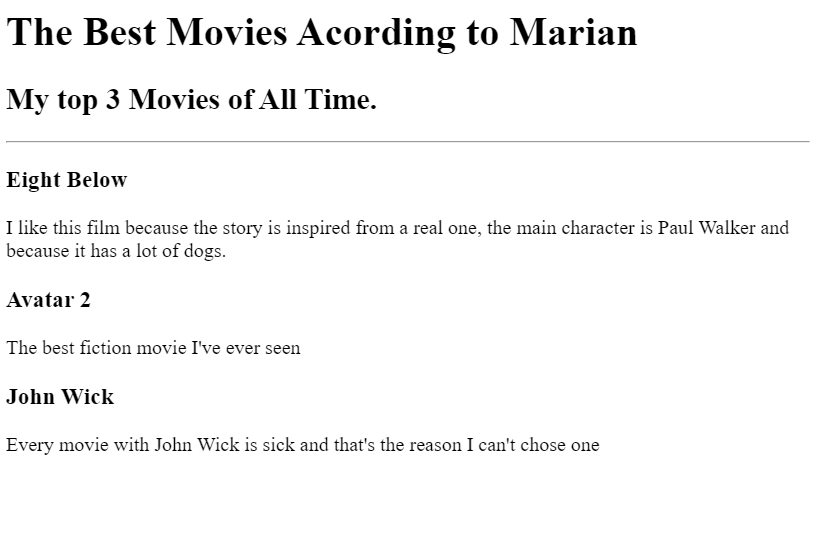 The Best Movies Acording to Marian
My top 3 Movies of All Time.
Eight Below
I like this film because the story is inspired from a real one, the main character is Paul Walker and
because it has a lot of dogs.
Avatar 2
The best fiction movie I've ever seen
John Wick
Every movie with John Wick is sick and that's the reason I can't chose one